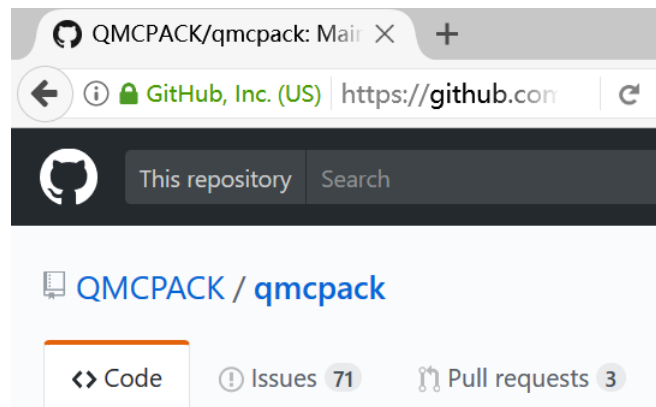 QMCPACK/qmcpack: Mai
GitHub, Inc. (US) https://github.com
This repository Search
QMCPACK / qmcpack
Code Issues 71 Pull requests 3